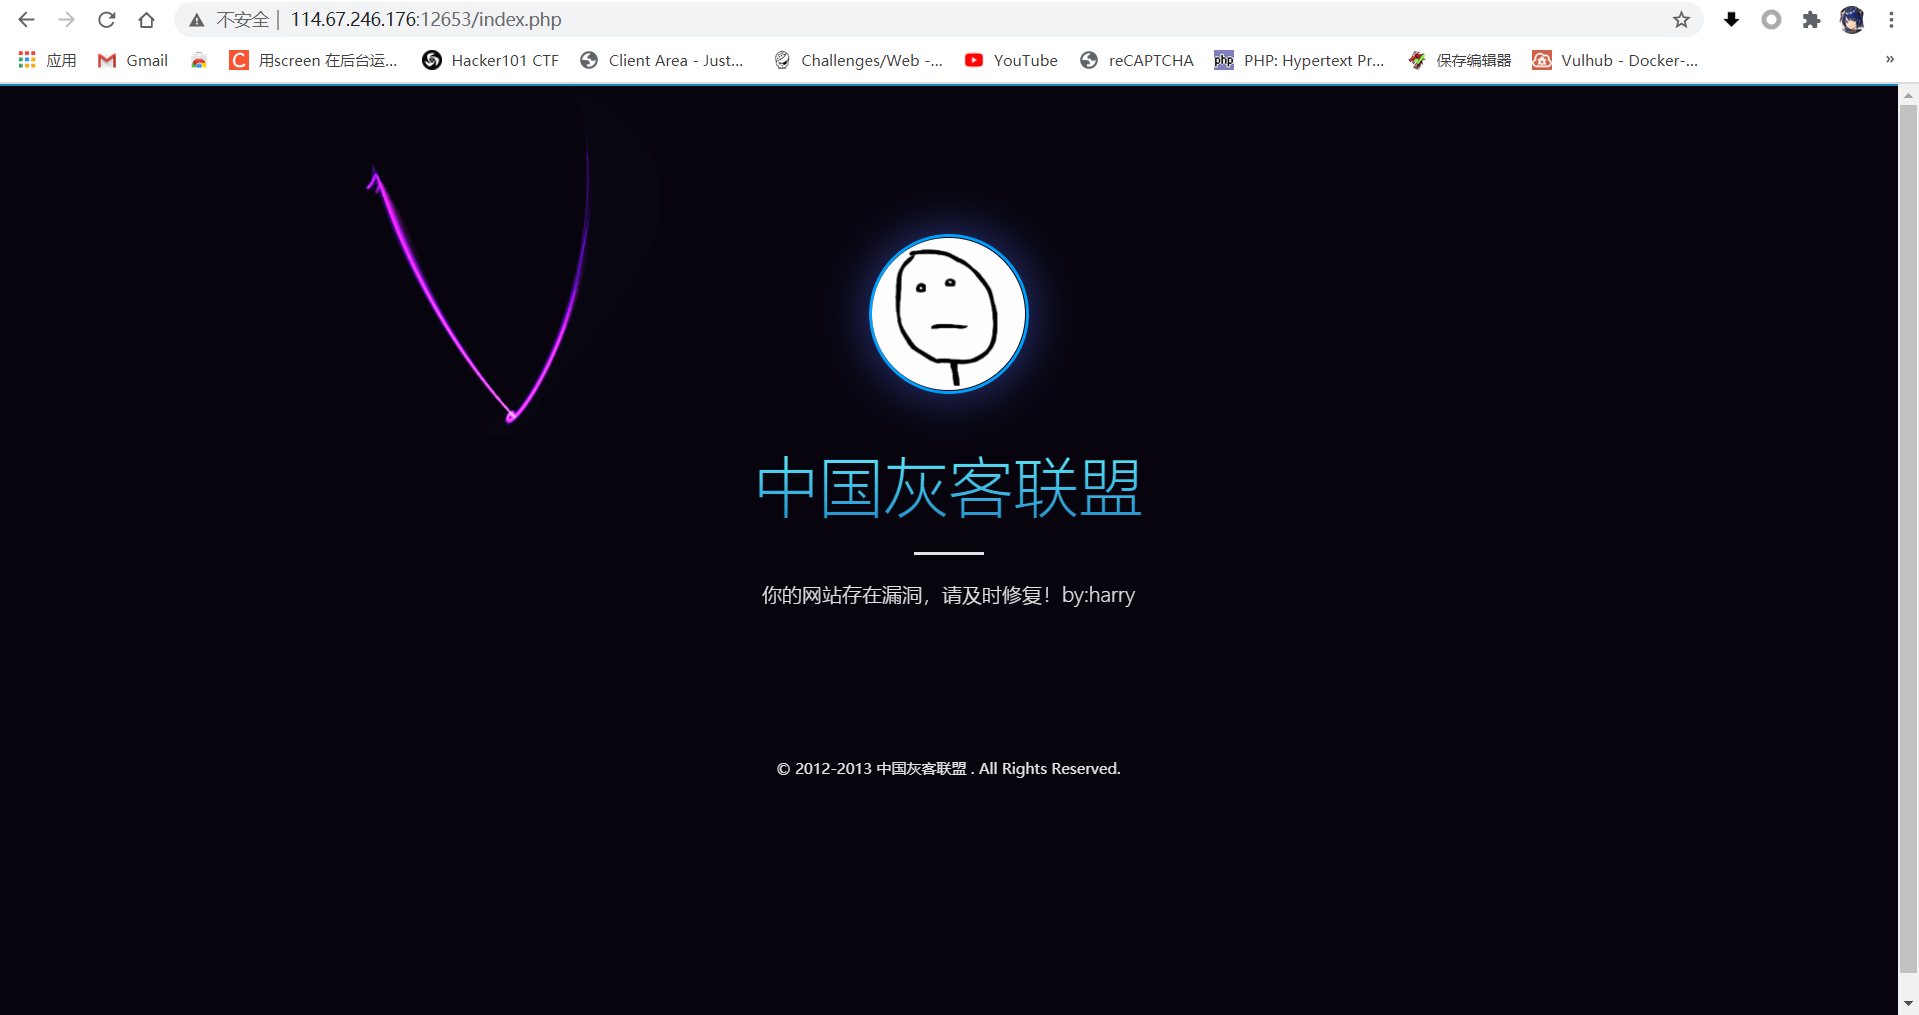 不安全 | 114.67.246.176:12653/index.php
应用 Gmail 用screen 在后台运... Hacker101 CTF Client Area - Just... Challenges/Web -... YouTube reCAPTCHA php PHP: Hypertext Pr... 保存编辑器 Vulhub - Docker-... »
中国灰客联盟
你的网站存在漏洞，请及时修复！by:harry
© 2012-2013 中国灰客联盟 . All Rights Reserved.